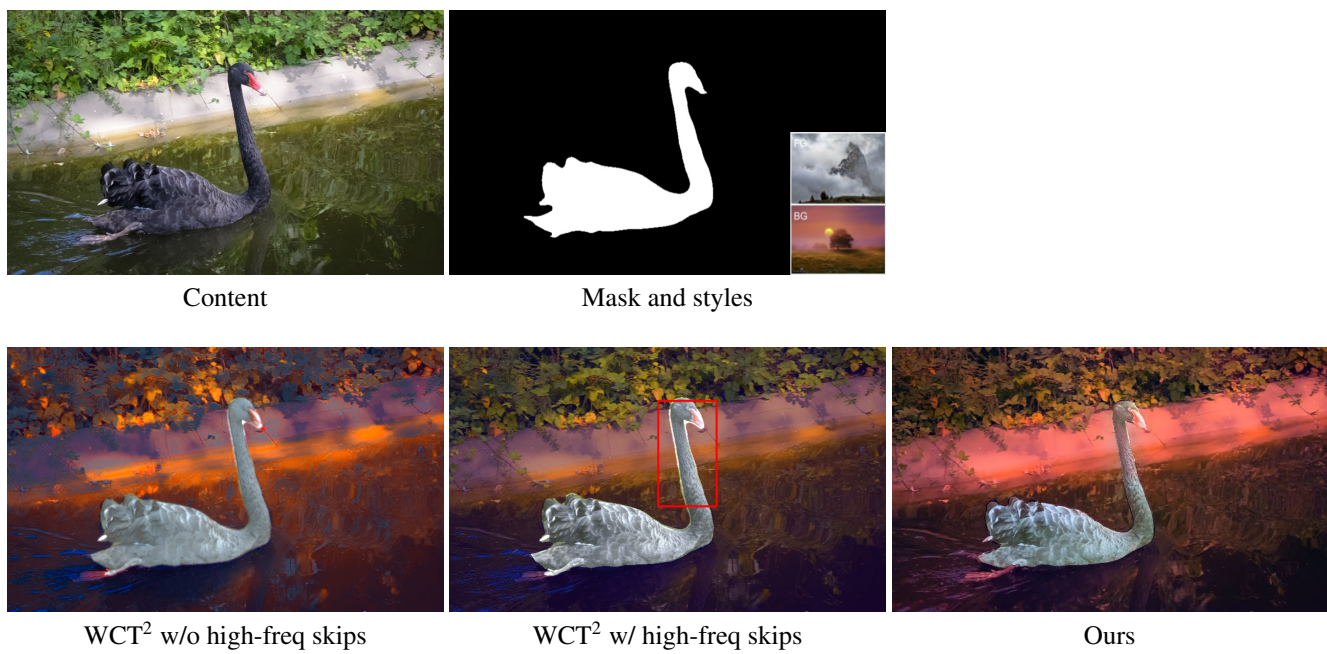 FG
BG
Content
Mask and styles
WCT² w/o high-freq skips
WCT² w/ high-freq skips
Ours